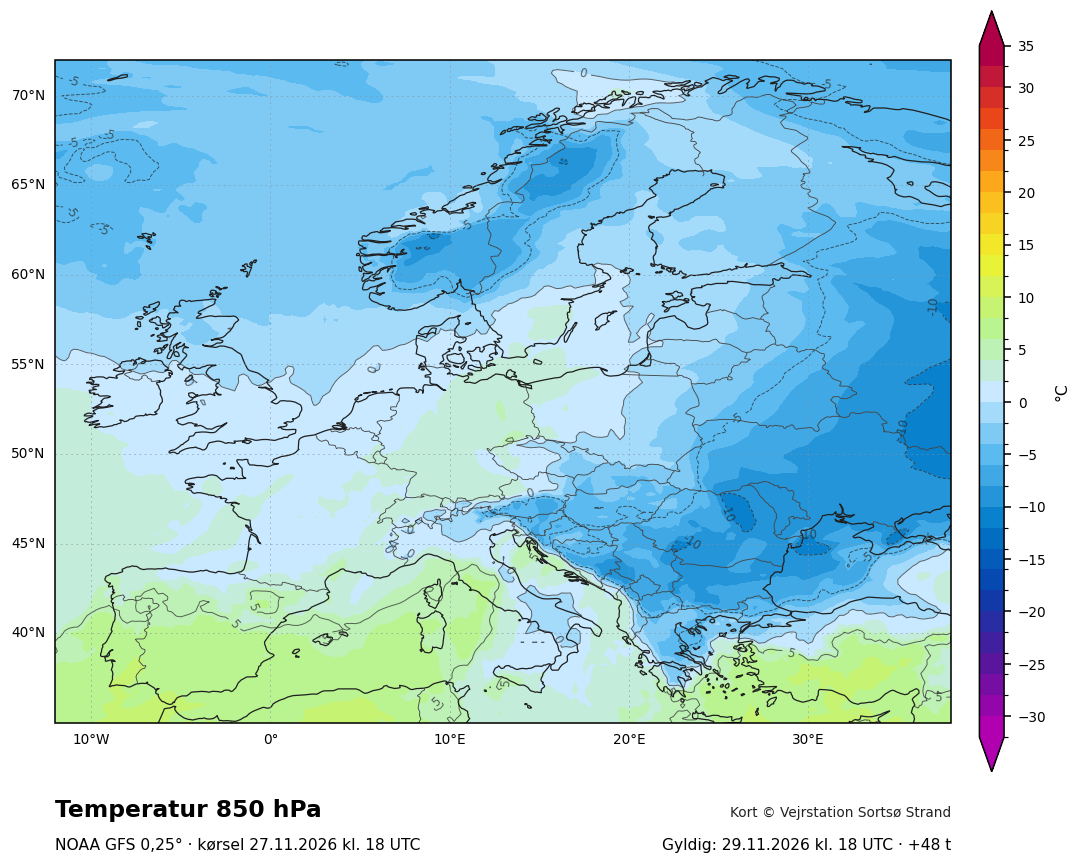 35
30
25
20
15
10
5
0
−5
−10
−15
−20
−25
−30
°C
70°N
65°N
60°N
55°N
50°N
45°N
40°N
10°W 0° 10°E 20°E 30°E
Temperatur 850 hPa
Kort © Vejrstation Sortsø Strand
NOAA GFS 0,25° · kørsel 27.11.2026 kl. 18 UTC
Gyldig: 29.11.2026 kl. 18 UTC · +48 t